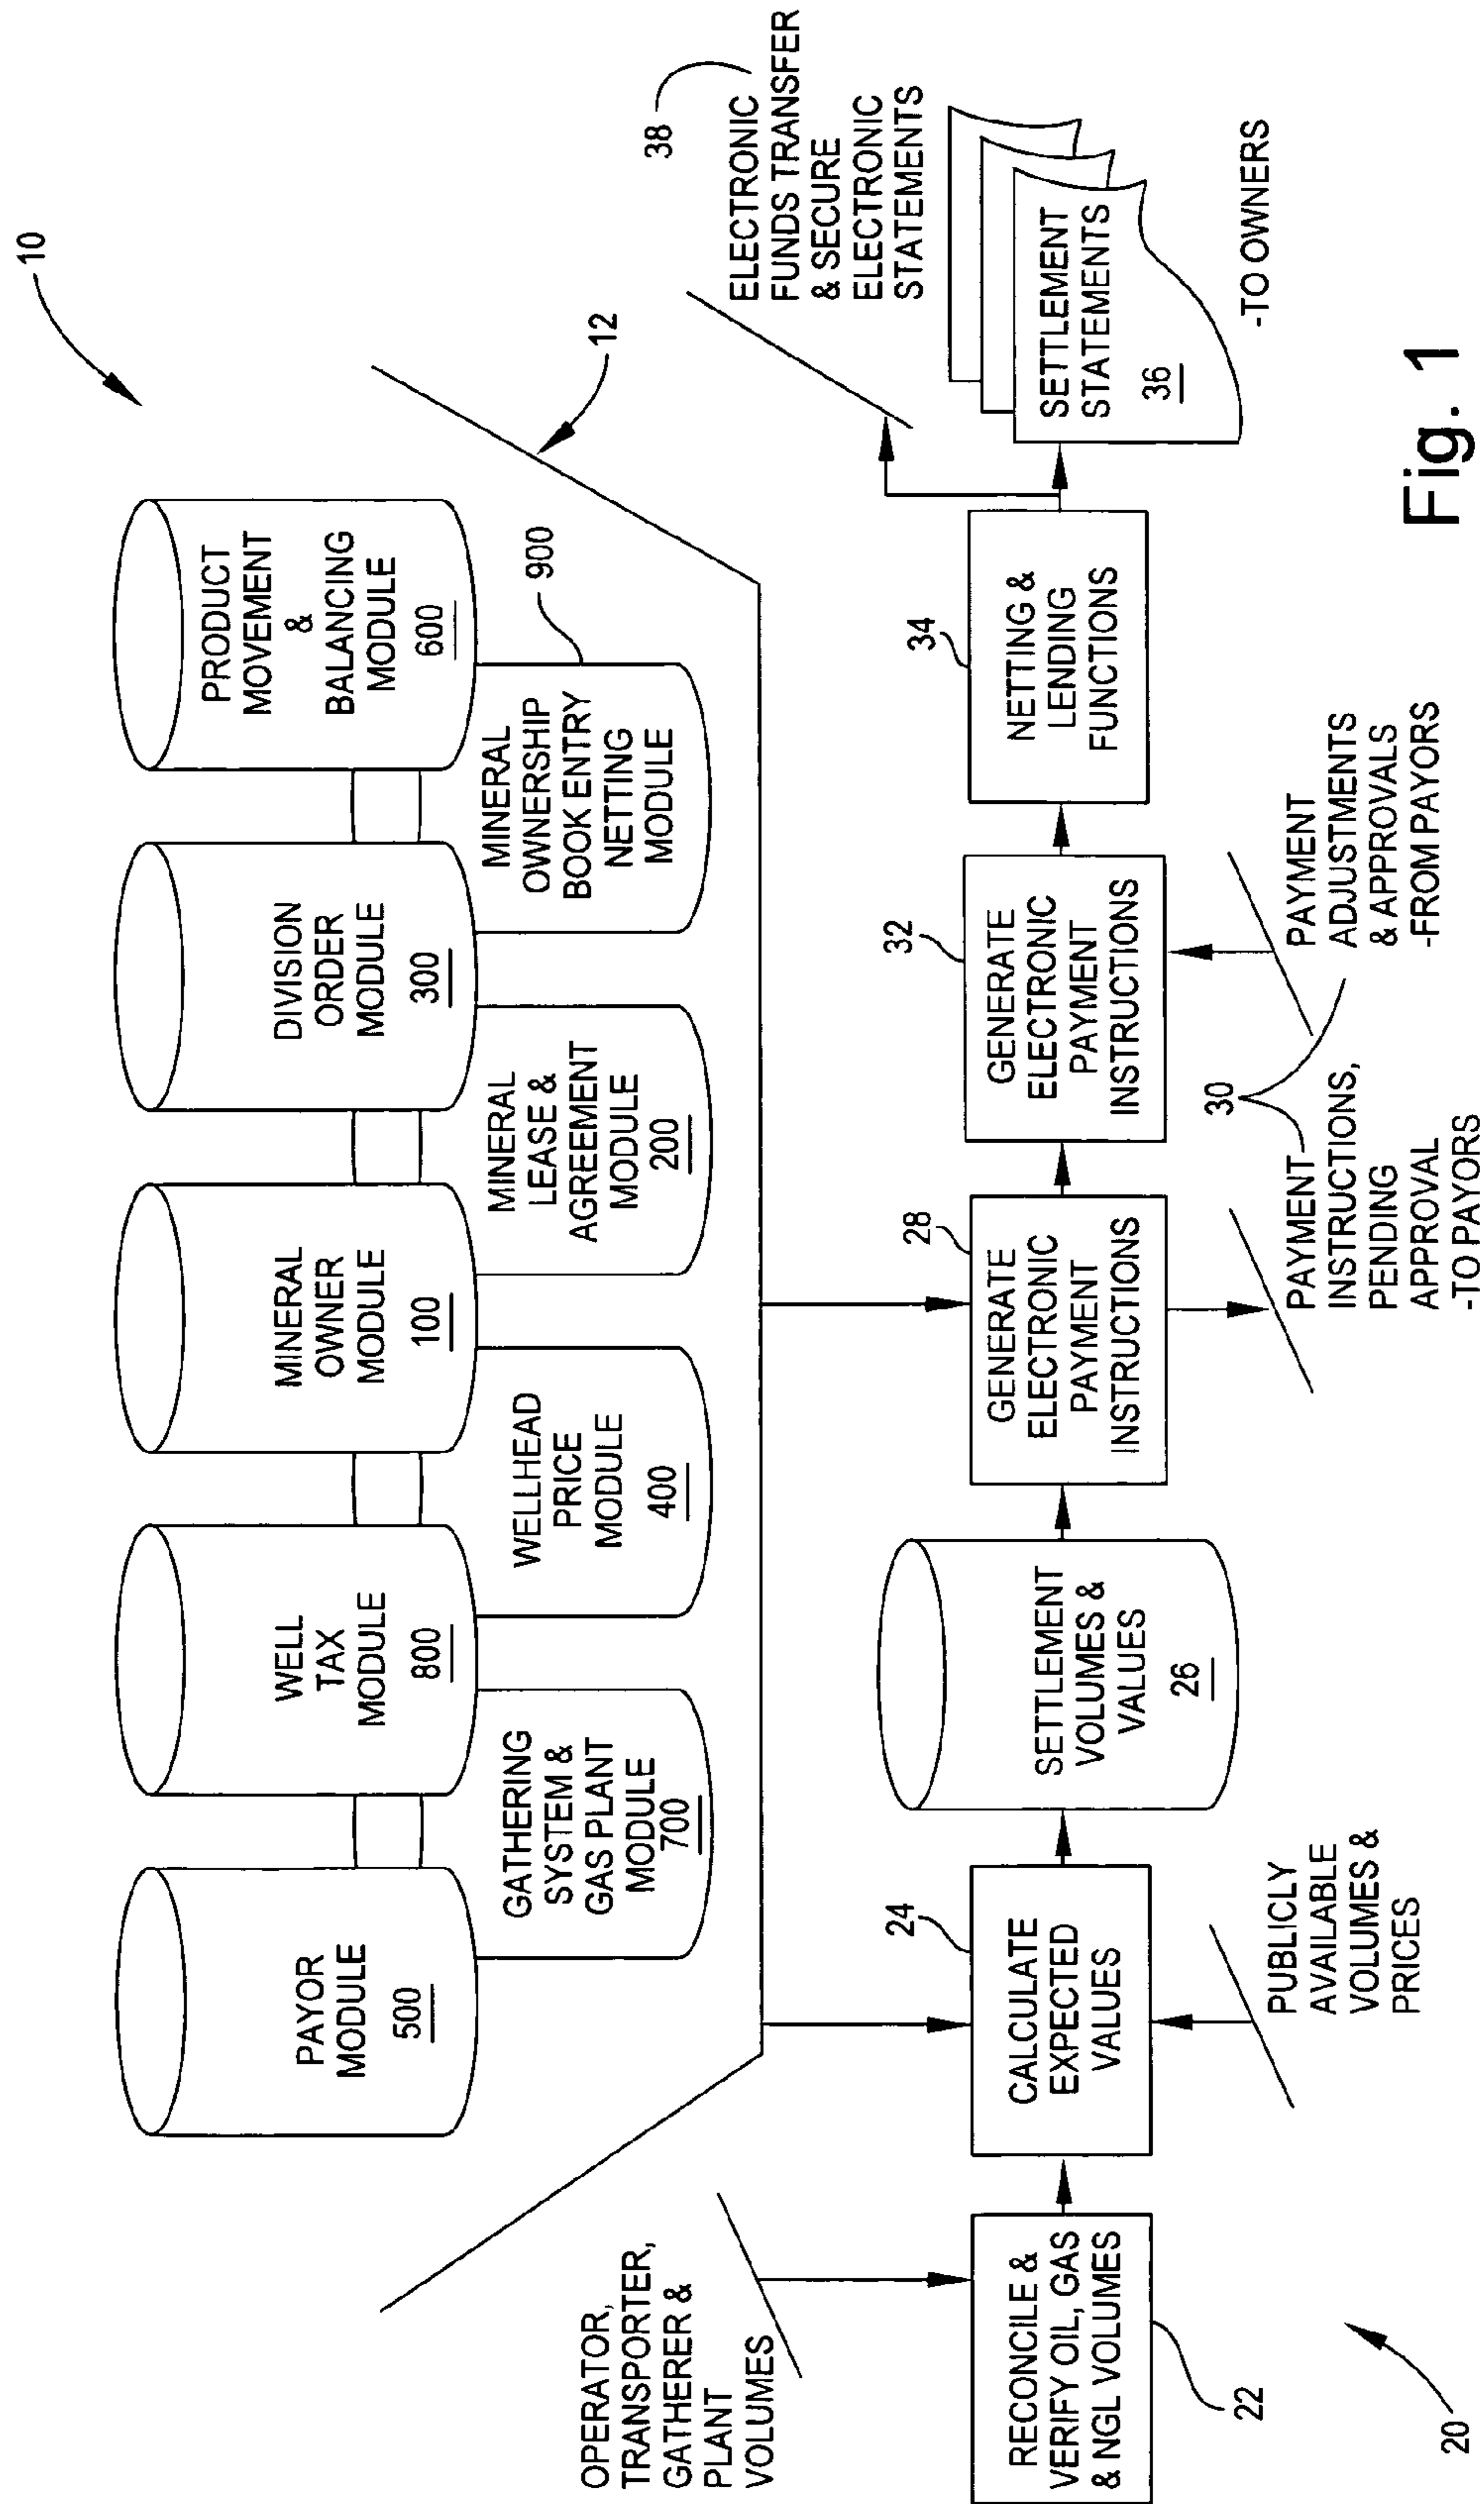 10
PAYOR
MODULE
500
WELL
TAX
MODULE
800
MINERAL
OWNER
MODULE
100
DIVISION
ORDER
MODULE
300
PRODUCT
MOVEMENT
&
BALANCING
MODULE
600
GATHERING
SYSTEM &
GAS PLANT
MODULE
700
WELLHEAD
PRICE
MODULE
400
MINERAL
LEASE &
AGREEMENT
MODULE
200
MINERAL
OWNERSHIP
BOOK ENTRY
NETTING
MODULE
900
12
OPERATOR,
TRANSPORTER,
GATHERER &
PLANT
VOLUMES
38
ELECTRONIC
FUNDS TRANSFER
& SECURE
ELECTRONIC
STATEMENTS
RECONCILE &
VERIFY OIL, GAS
& NGL VOLUMES
22
24
CALCULATE
EXPECTED
VALUES
SETTLEMENT
VOLUMES &
VALUES
26
28
GENERATE
ELECTRONIC
PAYMENT
INSTRUCTIONS
32
GENERATE
ELECTRONIC
PAYMENT
INSTRUCTIONS
34
NETTING &
LENDING
FUNCTIONS
SETTLEMENT
STATEMENTS
36
-TO OWNERS
PUBLICLY
AVAILABLE
VOLUMES &
PRICES
30
PAYMENT
INSTRUCTIONS,
PENDING
APPROVAL
-TO PAYORS
PAYMENT
ADJUSTMENTS
& APPROVALS
-FROM PAYORS
20
Fig. 1